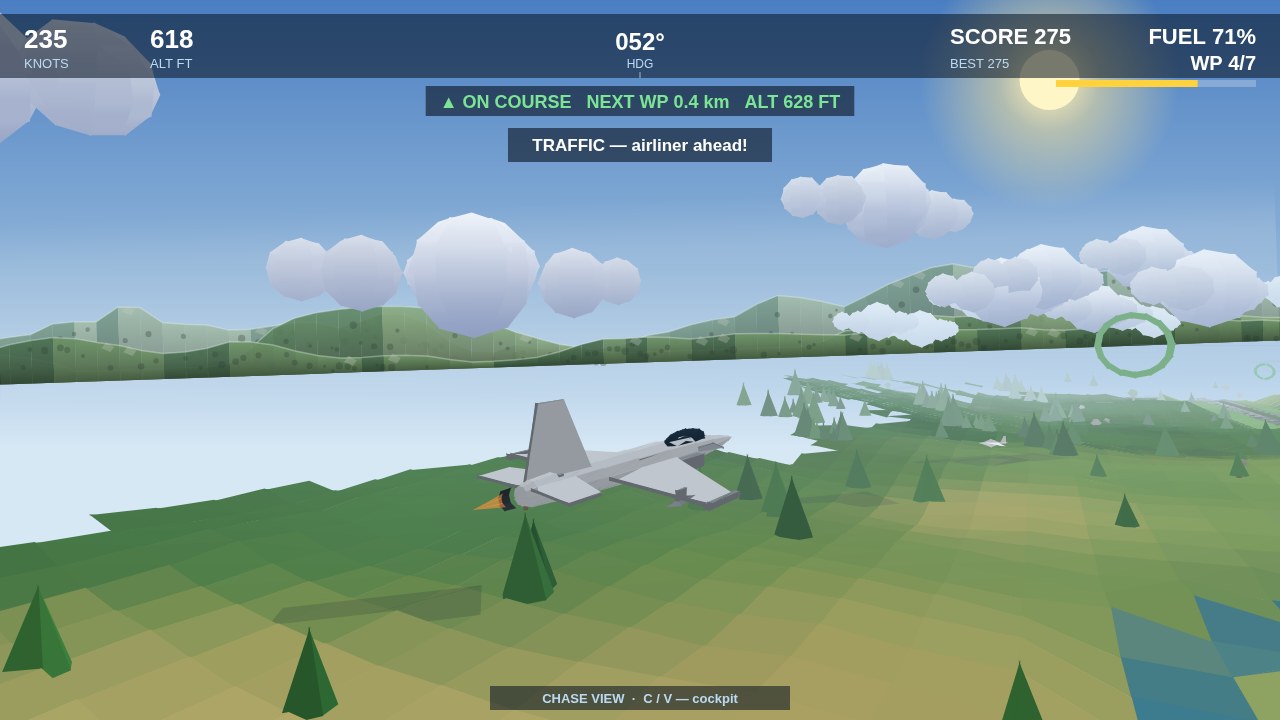 235
KNOTS
618
ALT FT
052°
HDG
SCORE 275
BEST 275
FUEL 71%
WP 4/7
▲ ON COURSE NEXT WP 0.4 km ALT 628 FT
TRAFFIC — airliner ahead!
CHASE VIEW · C / V — cockpit